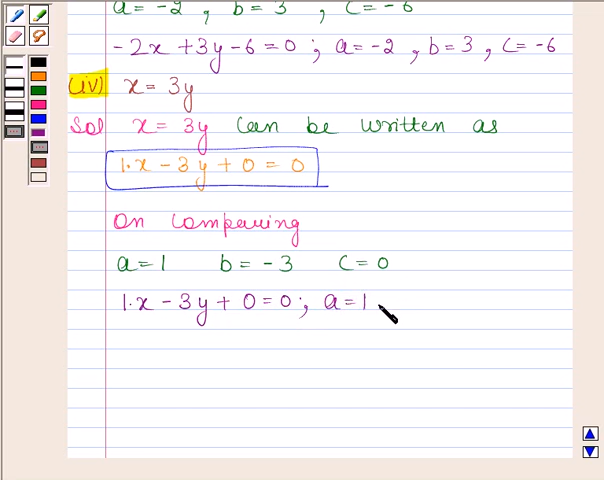 a = -2 , b = 3 , c = -6
-2x + 3y - 6 = 0 ; a = -2 , b = 3 , c = -6
(iv) x = 3y
Sol x = 3y can be written as
1.x - 3y + 0 = 0
On comparing
a = 1 b = -3 c = 0
1.x - 3y + 0 = 0 ; a = 1